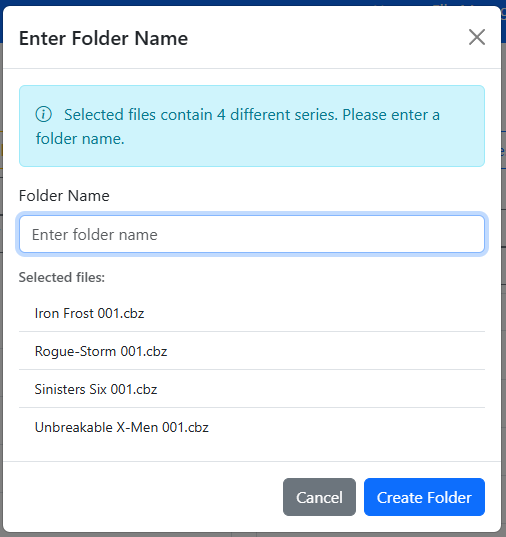 Enter Folder Name
Selected files contain 4 different series. Please enter a
folder name.
Folder Name
Enter folder name
Selected files:
Iron Frost 001.cbz
Rogue-Storm 001.cbz
Sinisters Six 001.cbz
Unbreakable X-Men 001.cbz
Cancel
Create Folder